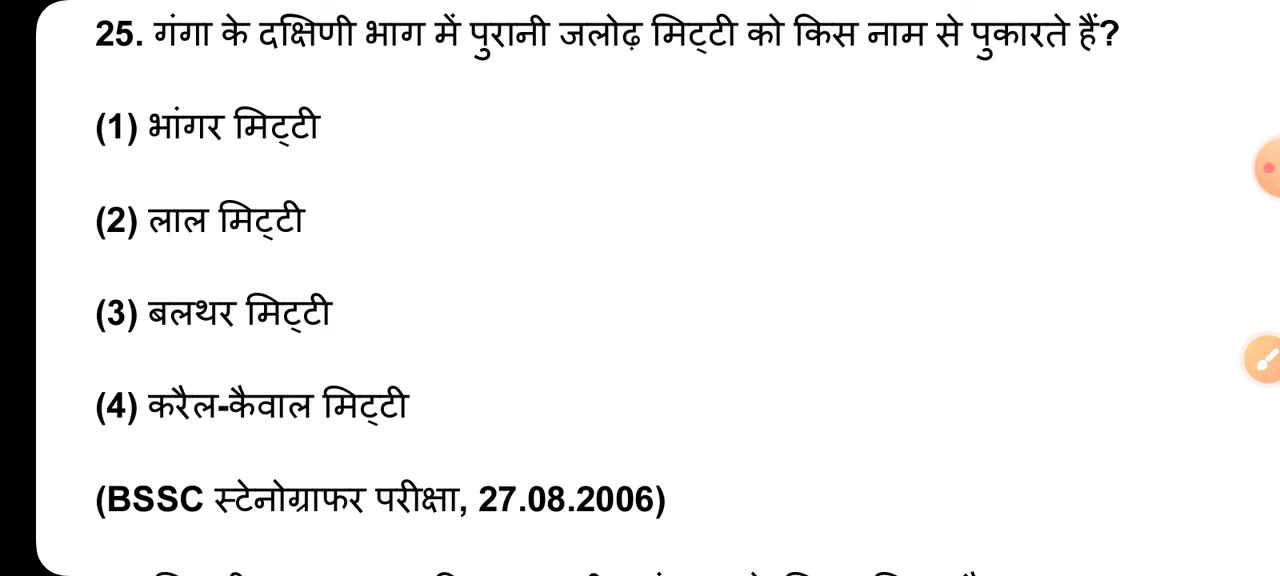 25. गंगा के दक्षिणी भाग में पुरानी जलोढ़ मिट्टी को किस नाम से पुकारते हैं?
(1) भांगर मिट्टी
(2) लाल मिट्टी
(3) बलथर मिट्टी
(4) करैल-कैवाल मिट्टी
(BSSC स्टेनोग्राफर परीक्षा, 27.08.2006)